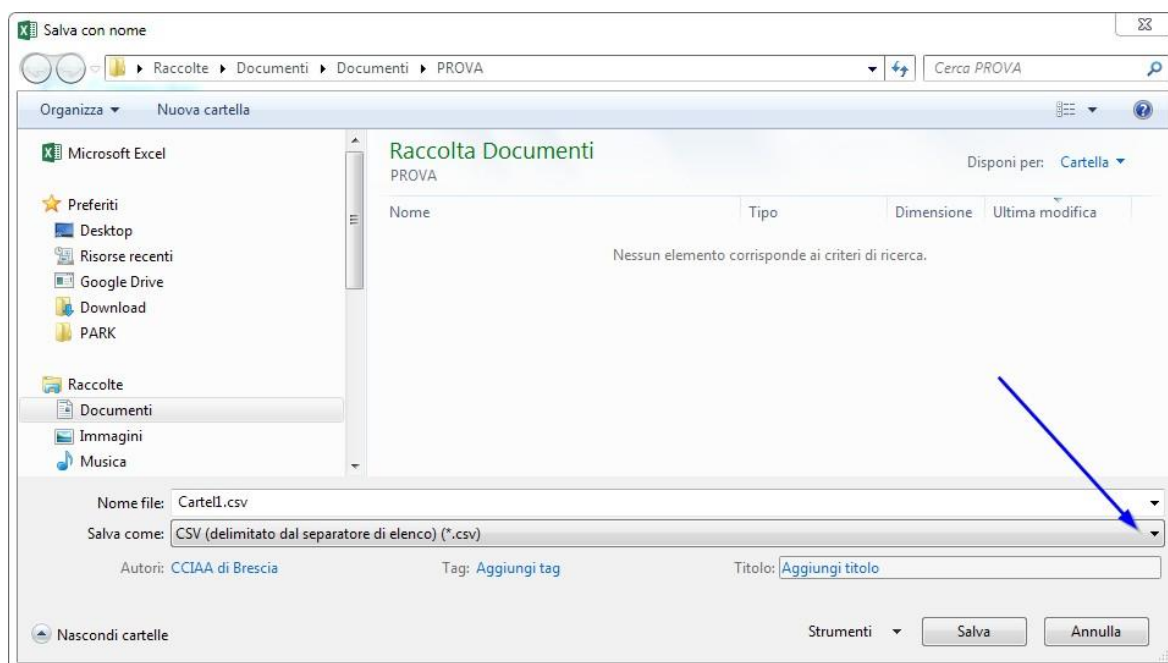 Salva con nome
Raccolte Documenti Documenti PROVA
Cerca PROVA
Organizza Nuova cartella
Microsoft Excel
Preferiti
Desktop
Risorse recenti
Google Drive
Download
PARK
Raccolte
Documenti
Immagini
Musica
Raccolta Documenti
PROVA
Disponi per: Cartella
Nome Tipo Dimensione Ultima modifica
Nessun elemento corrisponde ai criteri di ricerca.
Nome file: Cartel1.csv
Salva come: CSV (delimitato dal separatore di elenco) (*.csv)
Autori: CCIAA di Brescia Tag: Aggiungi tag Titolo: Aggiungi titolo
Nascondi cartelle Strumenti Salva Annulla